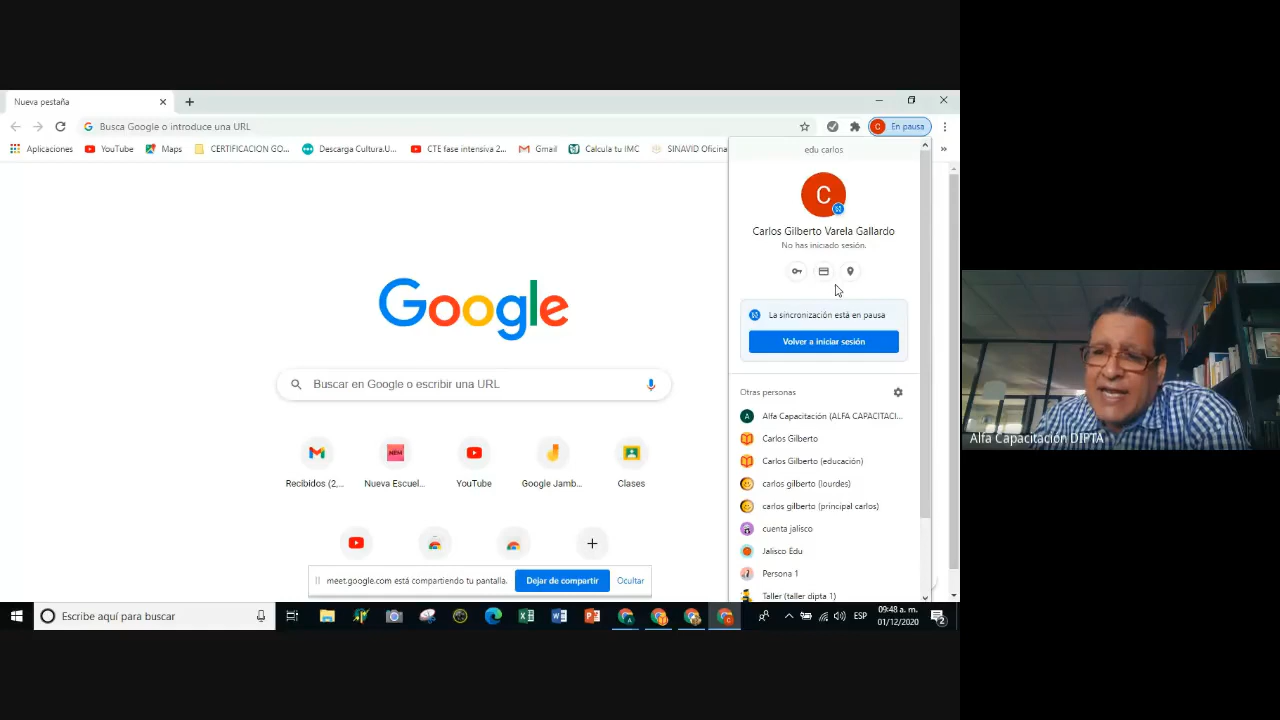 Nueva pestaña
Busca Google o introduce una URL
C
En pausa
Aplicaciones
YouTube
Maps
CERTIFICACION GO...
Descarga Cultura.U...
CTE fase intensiva 2...
Gmail
Calcula tu IMC
SINAVID Oficina
»
edu carlos
C
Carlos Gilberto Varela Gallardo
No has iniciado sesión.
La sincronización está en pausa
Volver a iniciar sesión
Otras personas
A
Alfa Capacitación (ALFA CAPACITACI...
Carlos Gilberto
Carlos Gilberto (educación)
carlos gilberto (lourdes)
carlos gilberto (principal carlos)
cuenta jalisco
Jalisco Edu
Persona 1
Taller (taller dipta 1)
Google
Buscar en Google o escribir una URL
Recibidos (2,...
NEM
Nueva Escuel...
YouTube
Google Jamb...
Clases
meet.google.com está compartiendo tu pantalla.
Dejar de compartir
Ocultar
Alfa Capacitación DIPTA
Escribe aquí para buscar
ESP
09:48 a. m.
01/12/2020
2